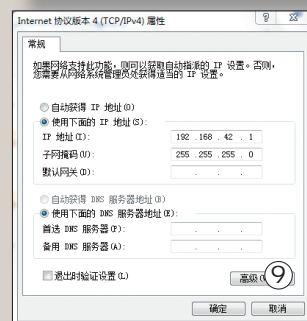 Internet 协议版本 4 (TCP/IPv4) 属性
常规
如果网络支持此功能，则可以获取自动指派的 IP 设置。否则，
您需要从网络系统管理员处获得适当的 IP 设置。
自动获得 IP 地址(O)
使用下面的 IP 地址(S):
IP 地址(I): 192 .168 . 42 . 1
子网掩码(U): 255 .255 .255 . 0
默认网关(D): . . .
自动获得 DNS 服务器地址(B)
使用下面的 DNS 服务器地址(E):
首选 DNS 服务器(P): . . .
备用 DNS 服务器(A): . . .
退出时验证设置(L)
高级(
9
确定 取消